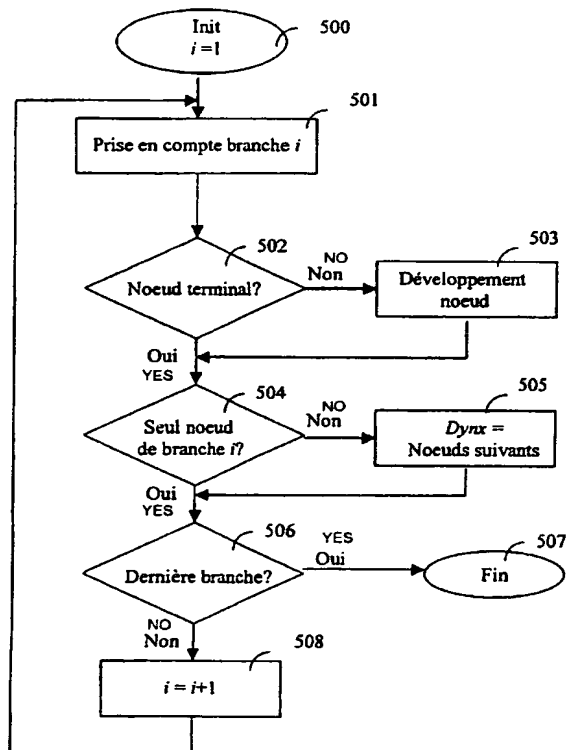 Init
i =1
500
501
Prise en compte branche i
502
Noeud terminal?
NO
Non
503
Développement
noeud
Oui
YES
504
Seul noeud
de branche i?
NO
Non
505
Dynx =
Noeuds suivants
Oui
YES
506
Dernière branche?
YES
Oui
507
Fin
NO
Non
508
i = i+1